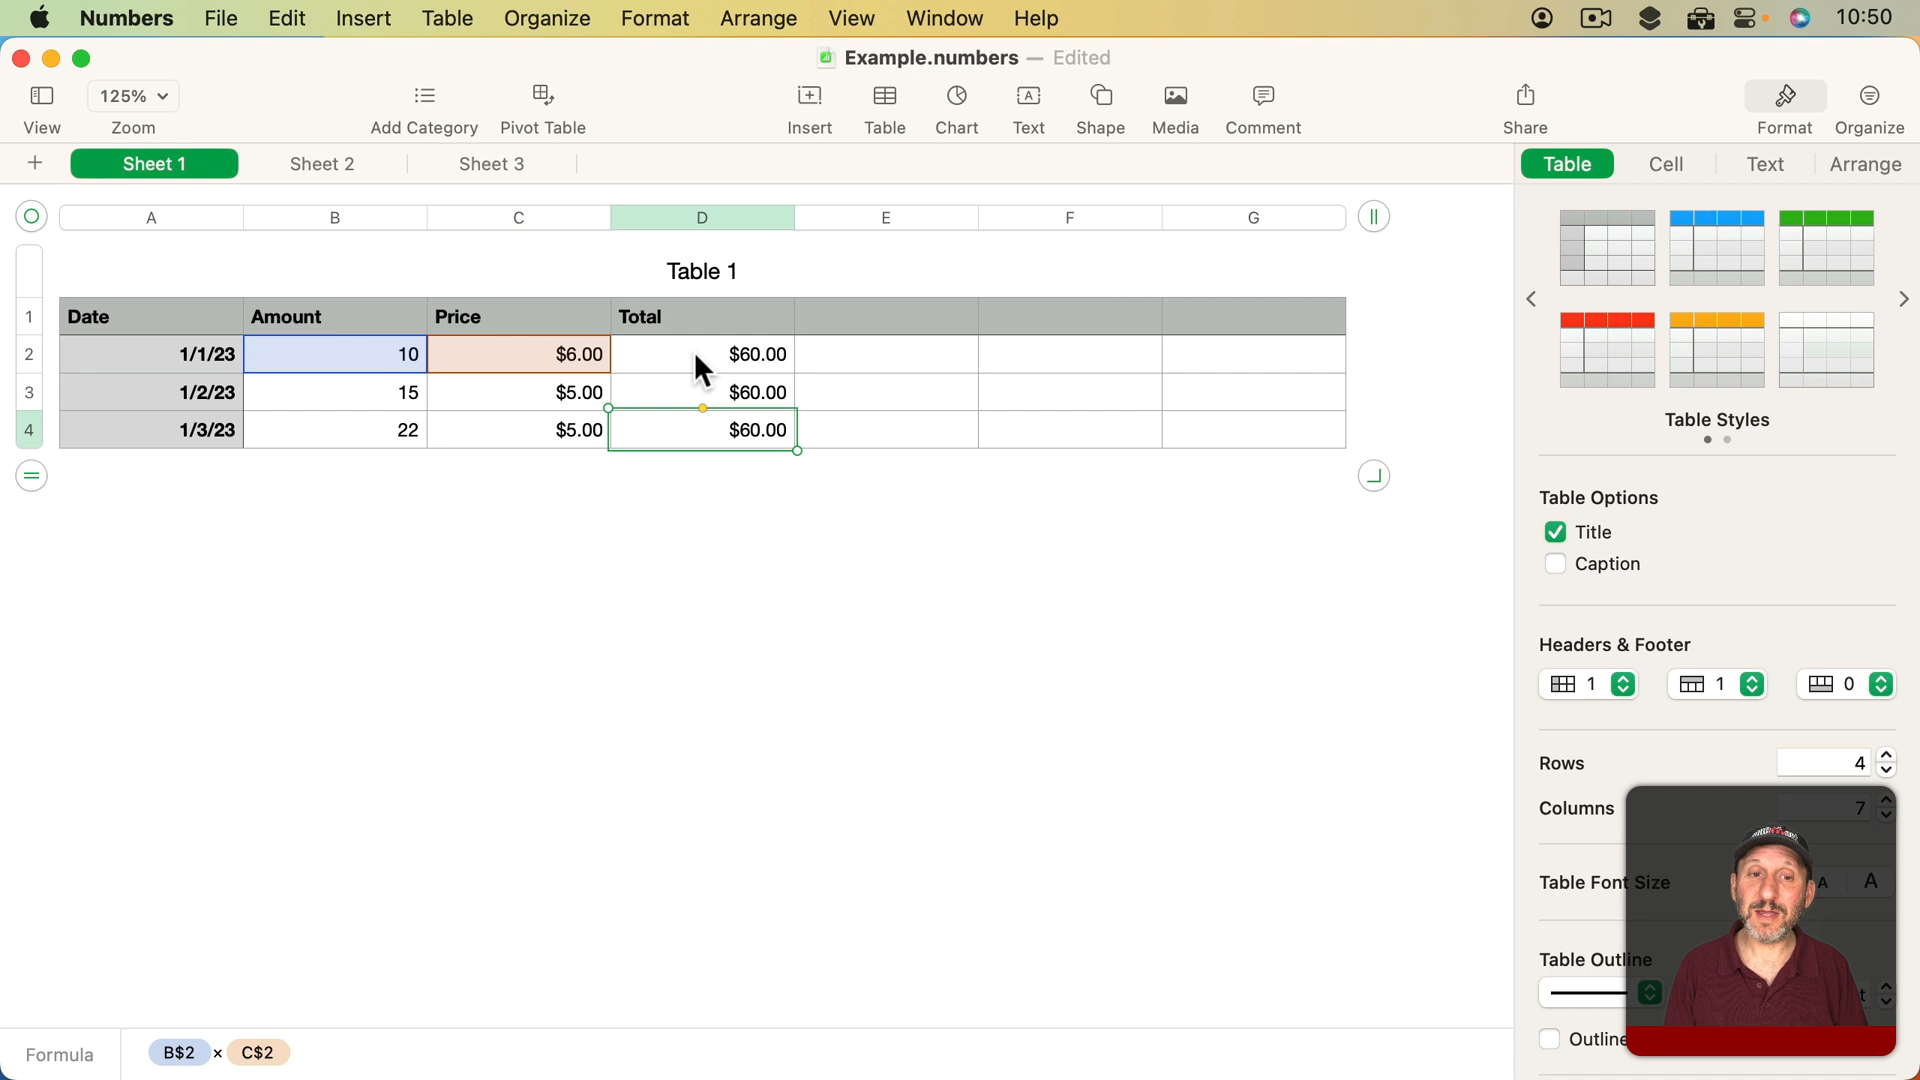 Numbers File Edit Insert Table Organize Format Arrange View Window Help 10:50
Example.numbers — Edited
125%
View Zoom Add Category Pivot Table Insert Table Chart Text Shape Media Comment Share Format Organize
Sheet 1 Sheet 2 Sheet 3
Table Cell Text Arrange
A B C D E F G
Table 1
1 Date Amount Price Total
2 1/1/23 10 $6.00 $60.00
3 1/2/23 15 $5.00 $60.00
4 1/3/23 22 $5.00 $60.00
Table Styles
Table Options
Title
Caption
Headers & Footer
1 1 0
Rows 4
Columns 7
Table Font Size A A
Table Outline
Outline
Formula B$2 × C$2